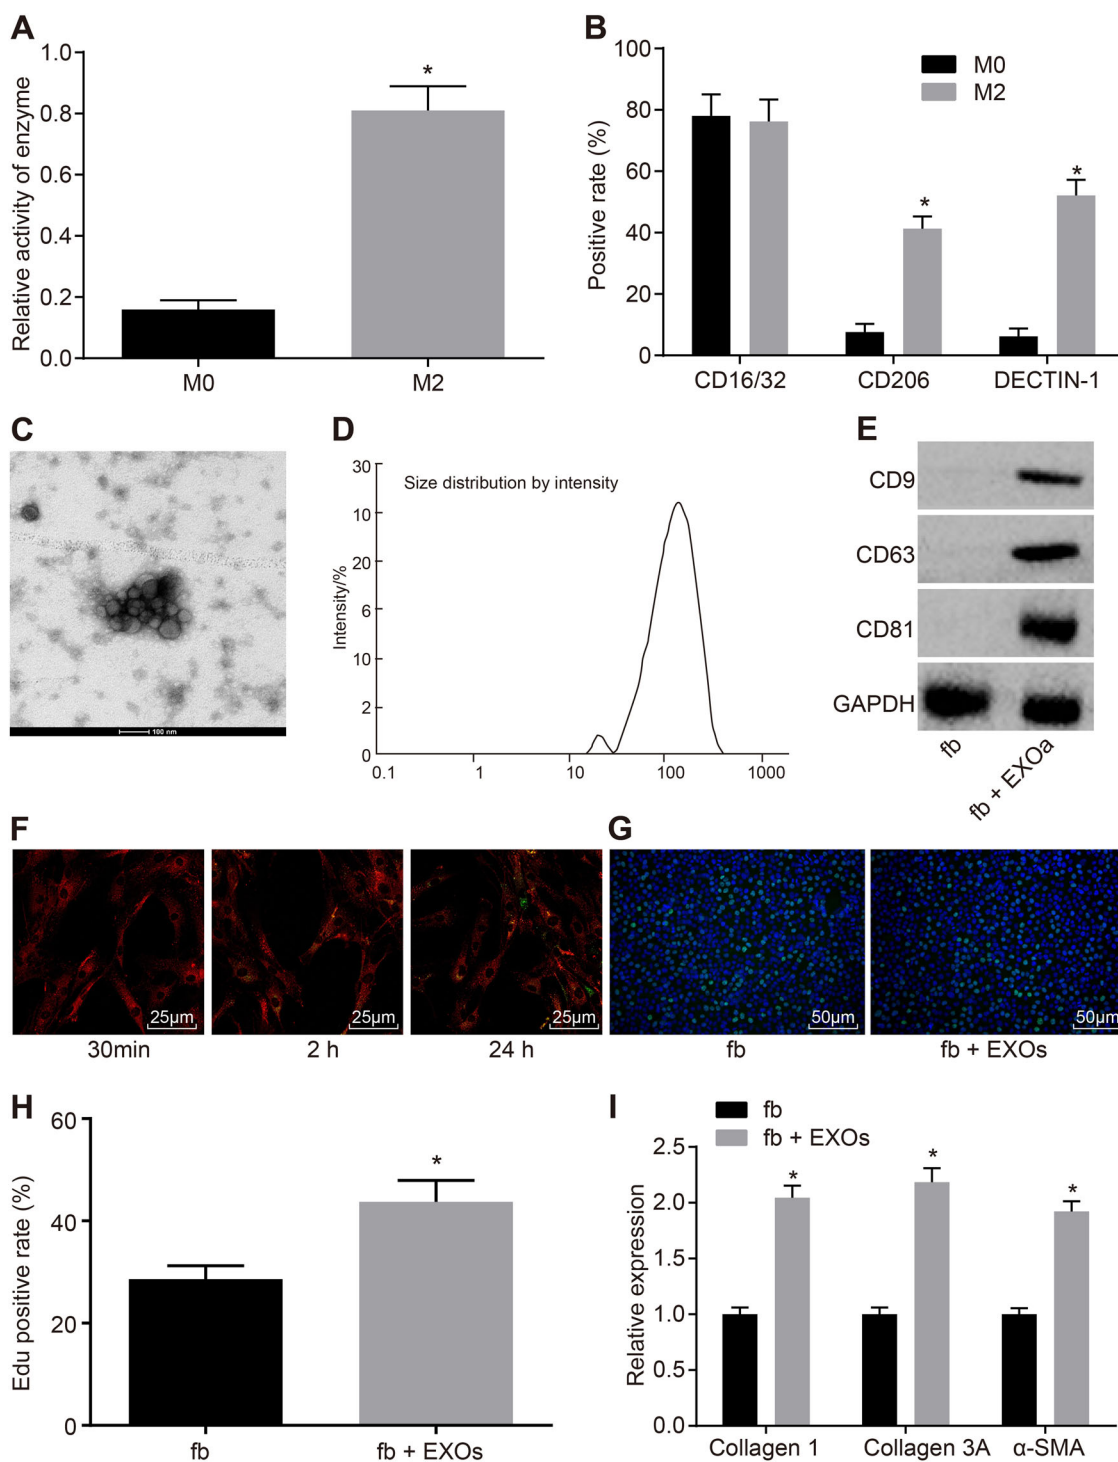 A
Relative activity of enzyme
1.0
0.8
0.6
0.4
0.2
0.0
*
M0
M2
B
Positive rate (%)
100
80
60
40
20
0
M0
M2
*
*
CD16/32
CD206
DECTIN-1
C
100 nm
D
Size distribution by intensity
Intensity/%
30
10
20
6
10
2
0
0.1
1
10
100
1000
E
CD9
CD63
CD81
GAPDH
fb
fb + EXOa
F
25μm
25μm
25μm
30min
2 h
24 h
G
50μm
50μm
fb
fb + EXOs
H
Edu positive rate (%)
60
40
20
0
*
fb
fb + EXOs
I
fb
fb + EXOs
Relative expression
2.5
2.0
1.5
1.0
0.5
0.0
*
*
*
Collagen 1
Collagen 3A
α-SMA